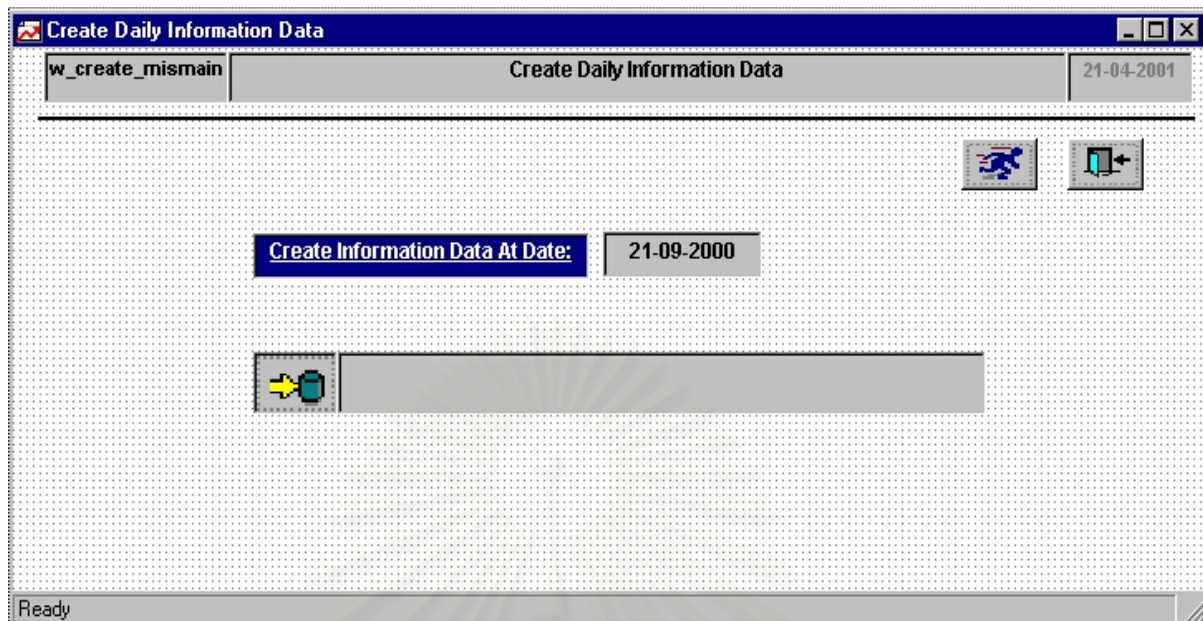 Create Daily Information Data
w_create_mismain
Create Daily Information Data
21-04-2001
Create Information Data At Date:
21-09-2000
Ready